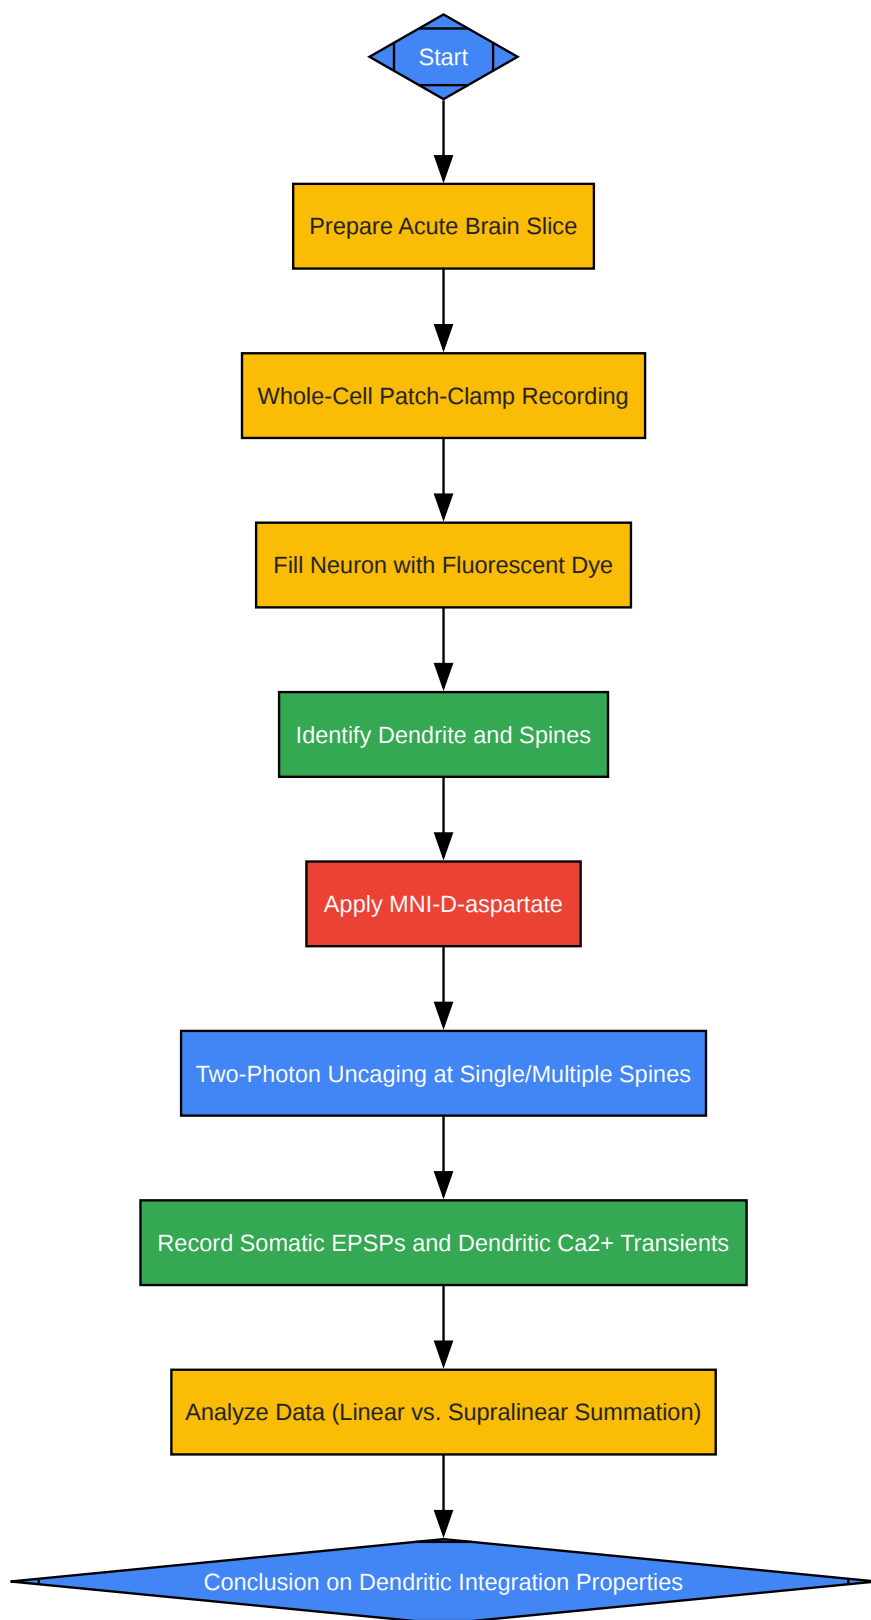 Start
Prepare Acute Brain Slice
Whole-Cell Patch-Clamp Recording
Fill Neuron with Fluorescent Dye
Identify Dendrite and Spines
Apply MNI-D-aspartate
Two-Photon Uncaging at Single/Multiple Spines
Record Somatic EPSPs and Dendritic Ca2+ Transients
Analyze Data (Linear vs. Supralinear Summation)
Conclusion on Dendritic Integration Properties